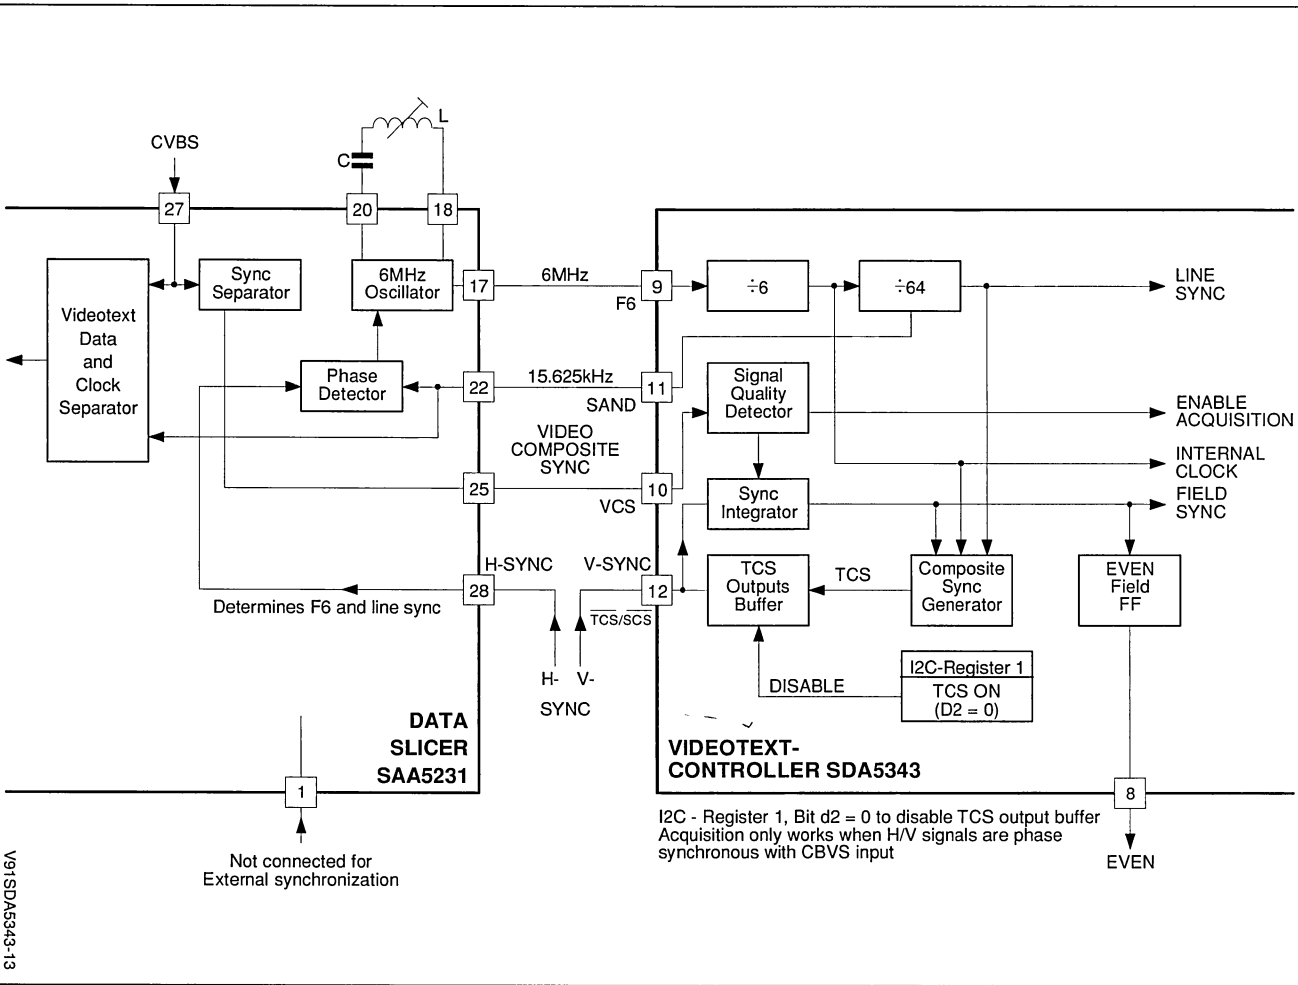 CVBS
L
C
27
20
18
Sync
Separator
6MHz
Oscillator
17
6MHz
9
F6
÷6
÷64
LINE
SYNC
Videotext
Data
and
Clock
Separator
Phase
Detector
22
15.625kHz
11
SAND
Signal
Quality
Detector
ENABLE
ACQUISITION
VIDEO
COMPOSITE
SYNC
INTERNAL
CLOCK
25
10
VCS
Sync
Integrator
FIELD
SYNC
H-SYNC
V-SYNC
28
12
TCS/SCS
Determines F6 and line sync
TCS
Outputs
Buffer
TCS
Composite
Sync
Generator
EVEN
Field
FF
H- V-
SYNC
DISABLE
I2C-Register 1
TCS ON
(D2 = 0)
DATA
SLICER
SAA5231
VIDEOTEXT-
CONTROLLER SDA5343
1
8
I2C - Register 1, Bit d2 = 0 to disable TCS output buffer
Acquisition only works when H/V signals are phase
synchronous with CBVS input
Not connected for
External synchronization
EVEN
V91SDA5343-13